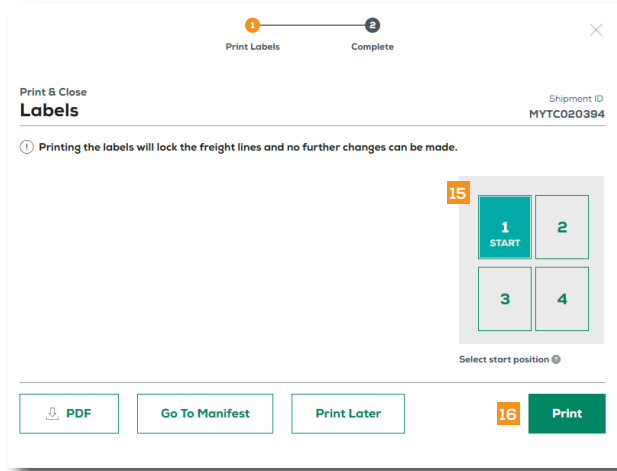 1
2
Print Labels
Complete
Print & Close
Labels
Shipment ID
MYTC020394
! Printing the labels will lock the freight lines and no further changes can be made.
15
1
START
2
3
4
Select start position ?
PDF
Go To Manifest
Print Later
16
Print